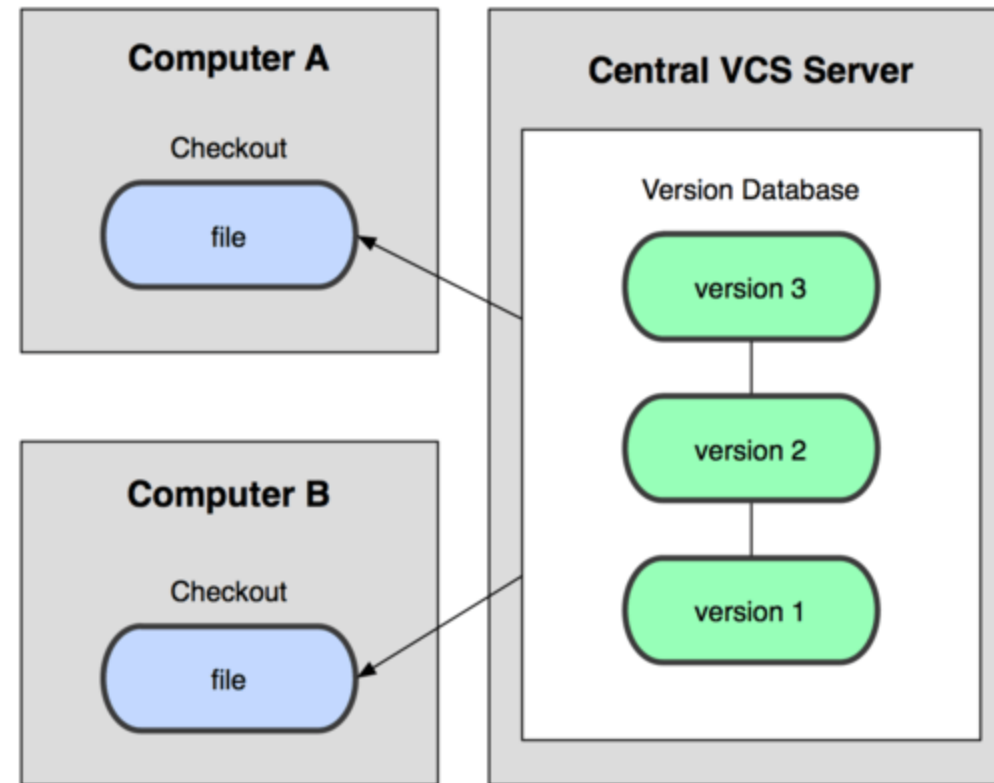 Computer A
Checkout
file
Central VCS Server
Version Database
version 3
version 2
version 1
Computer B
Checkout
file